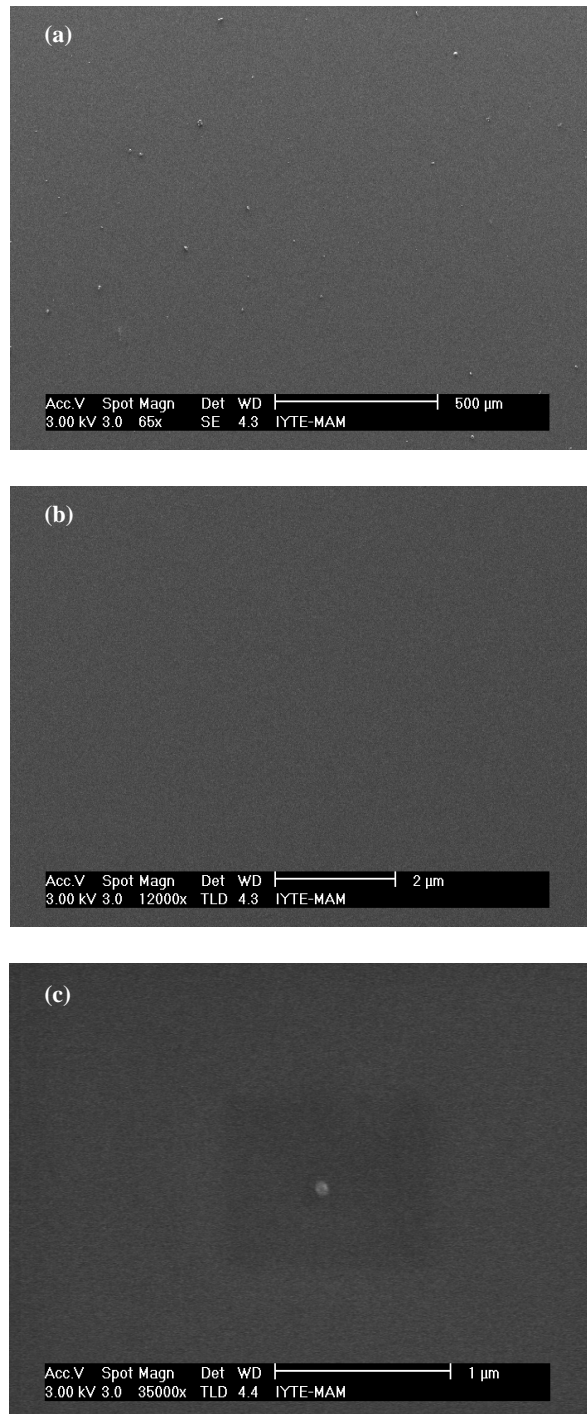 (a)
Acc.V Spot Magn Det WD 500 µm
3.00 kV 3.0 65x SE 4.3 IYTE-MAM
(b)
Acc.V Spot Magn Det WD 2 µm
3.00 kV 3.0 12000x TLD 4.3 IYTE-MAM
(c)
Acc.V Spot Magn Det WD 1 µm
3.00 kV 3.0 35000x TLD 4.4 IYTE-MAM